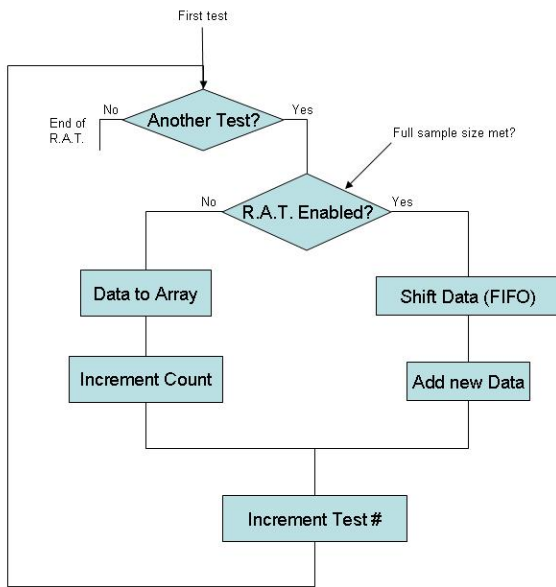 First test
No
Yes
End of
R.A.T.
Another Test?
Full sample size met?
No
Yes
R.A.T. Enabled?
Data to Array
Shift Data (FIFO)
Increment Count
Add new Data
Increment Test #